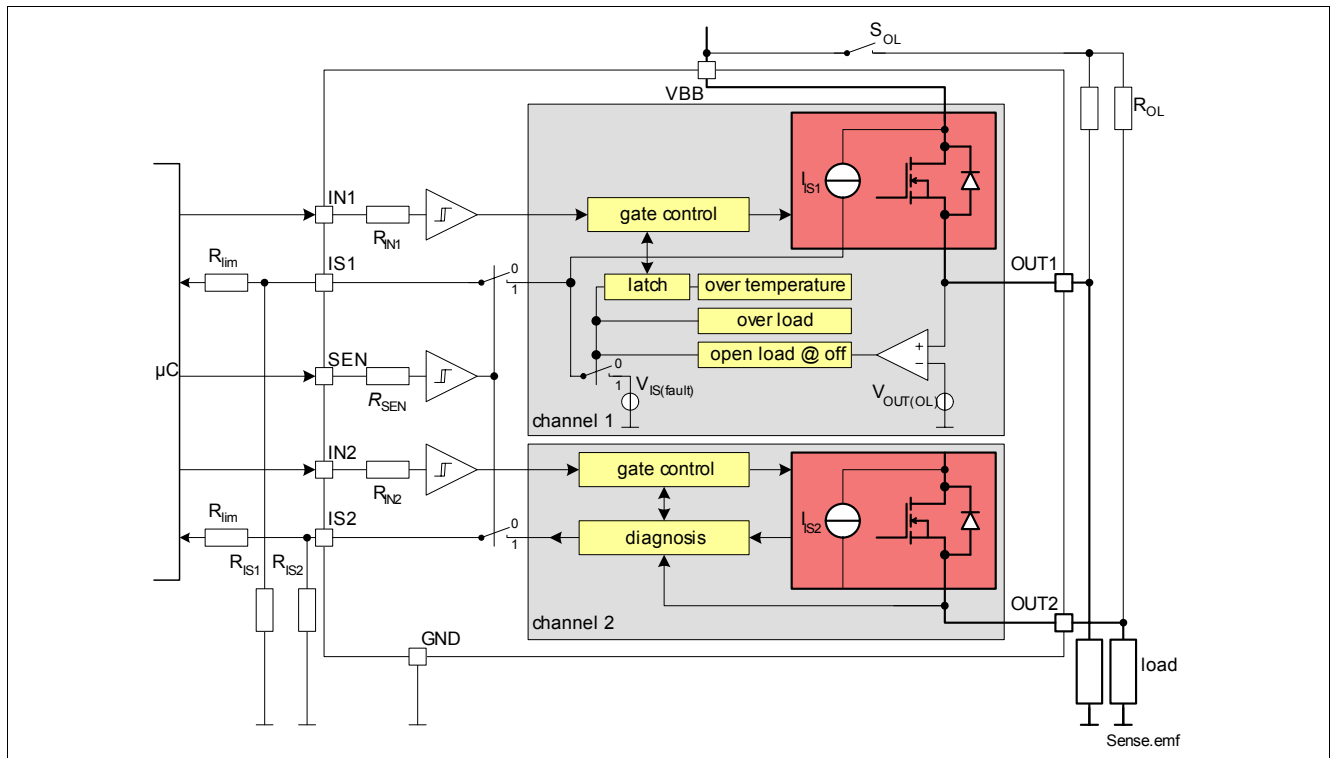 S_OL
VBB
R_OL
IN1
I_IS1
gate control
R_IN1
R_lim
IS1
0
1
OUT1
latch
over temperature
over load
µC
SEN
open load @ off
+
-
0
1
V_IS(fault)
R_SEN
V_OUT(OL)
channel 1
IN2
gate control
R_IN2
R_lim
IS2
0
1
I_IS2
diagnosis
R_IS1
R_IS2
OUT2
channel 2
GND
load
Sense.emf